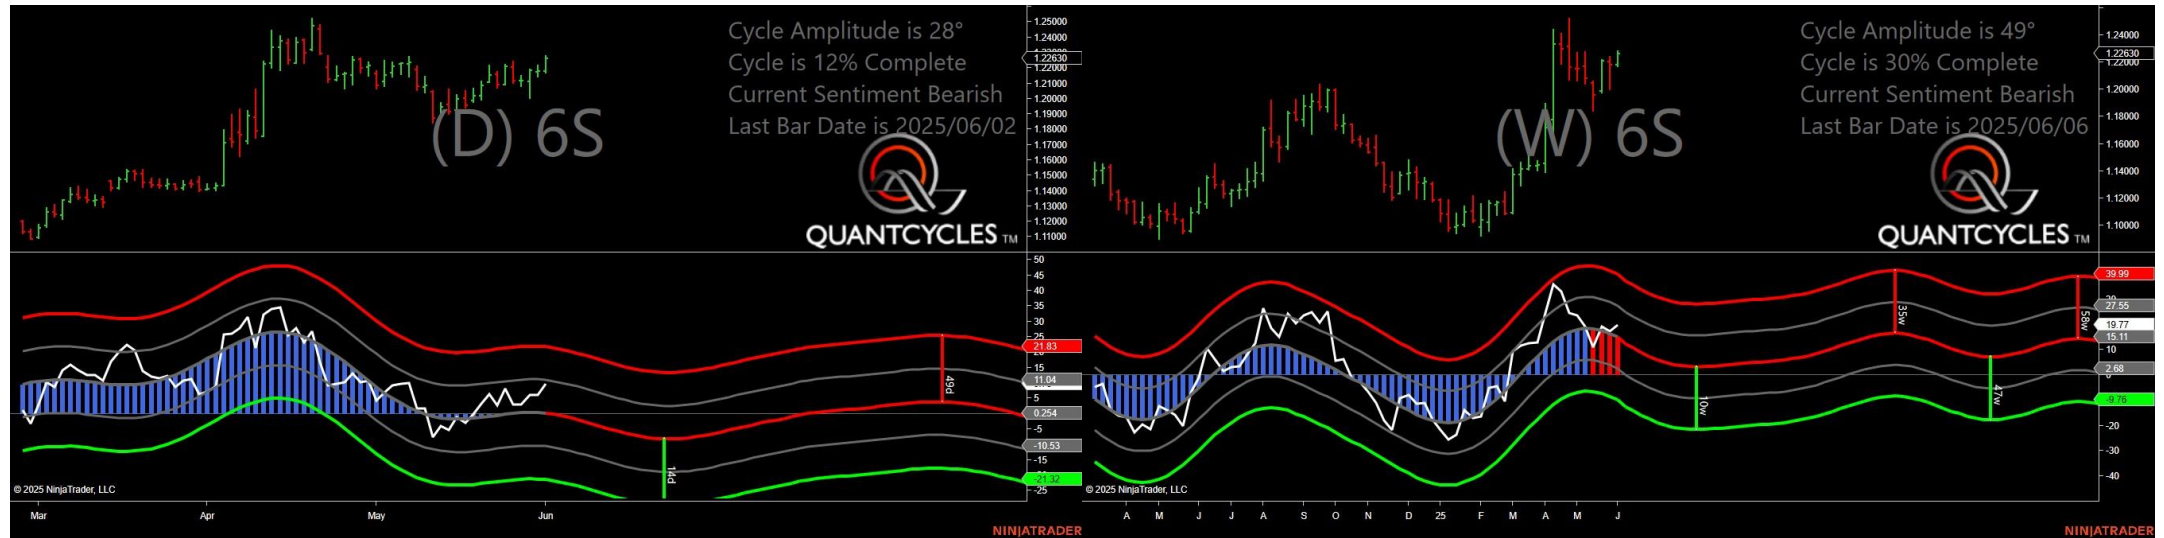 Cycle Amplitude is 28°
Cycle is 12% Complete
Current Sentiment Bearish
Last Bar Date is 2025/06/02
(D) 6S
QUANTCYCLES TM
1.25000
1.24000
1.22630
1.22000
1.21000
1.20000
1.19000
1.18000
1.17000
1.16000
1.15000
1.14000
1.13000
1.12000
1.11000
50
45
40
35
30
25
21.83
15
11.04
5
0.254
-5
-10.53
-15
-21.32
-25
49d
14d
© 2025 NinjaTrader, LLC
Mar
Apr
May
Jun
NINJATRADER
Cycle Amplitude is 49°
Cycle is 30% Complete
Current Sentiment Bearish
Last Bar Date is 2025/06/06
(W) 6S
QUANTCYCLES TM
1.24000
1.22630
1.22000
1.20000
1.18000
1.16000
1.14000
1.12000
1.10000
39.99
27.55
19.77
15.11
10
2.68
-9.76
-20
-30
-40
10w
35w
47w
58w
© 2025 NinjaTrader, LLC
A M J J A S O N D 25 F M A M J
NINJATRADER